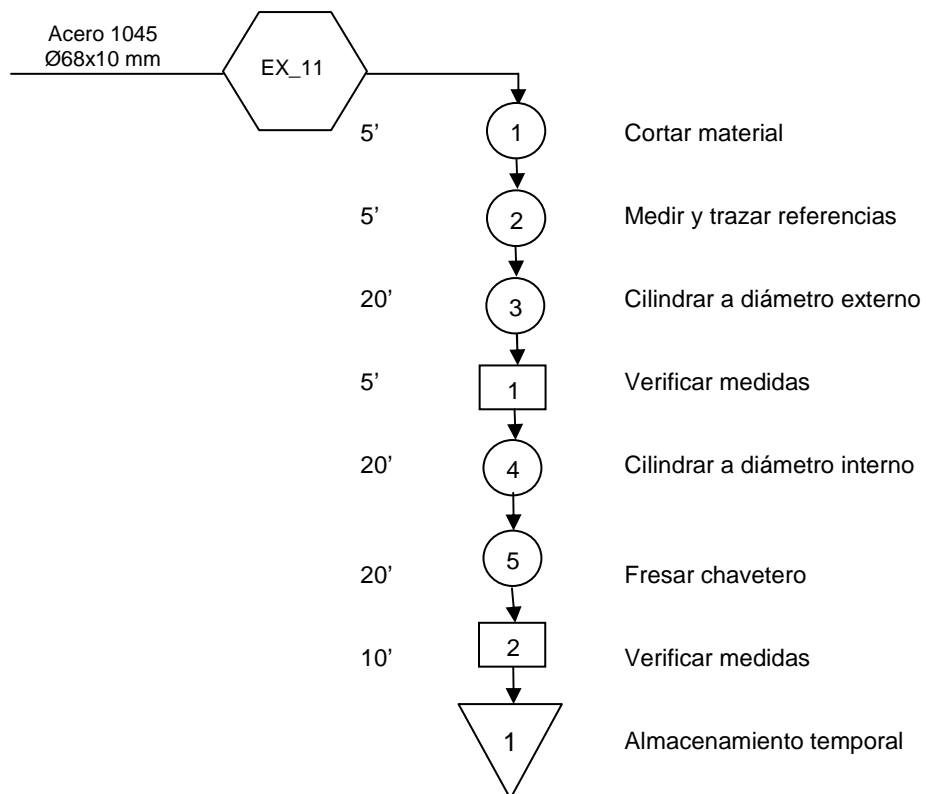 Acero 1045
Ø68x10 mm
EX_11
5’ 1 Cortar material
5’ 2 Medir y trazar referencias
20’ 3 Cilindrar a diámetro externo
5’ 1 Verificar medidas
20’ 4 Cilindrar a diámetro interno
20’ 5 Fresar chavetero
10’ 2 Verificar medidas
1 Almacenamiento temporal